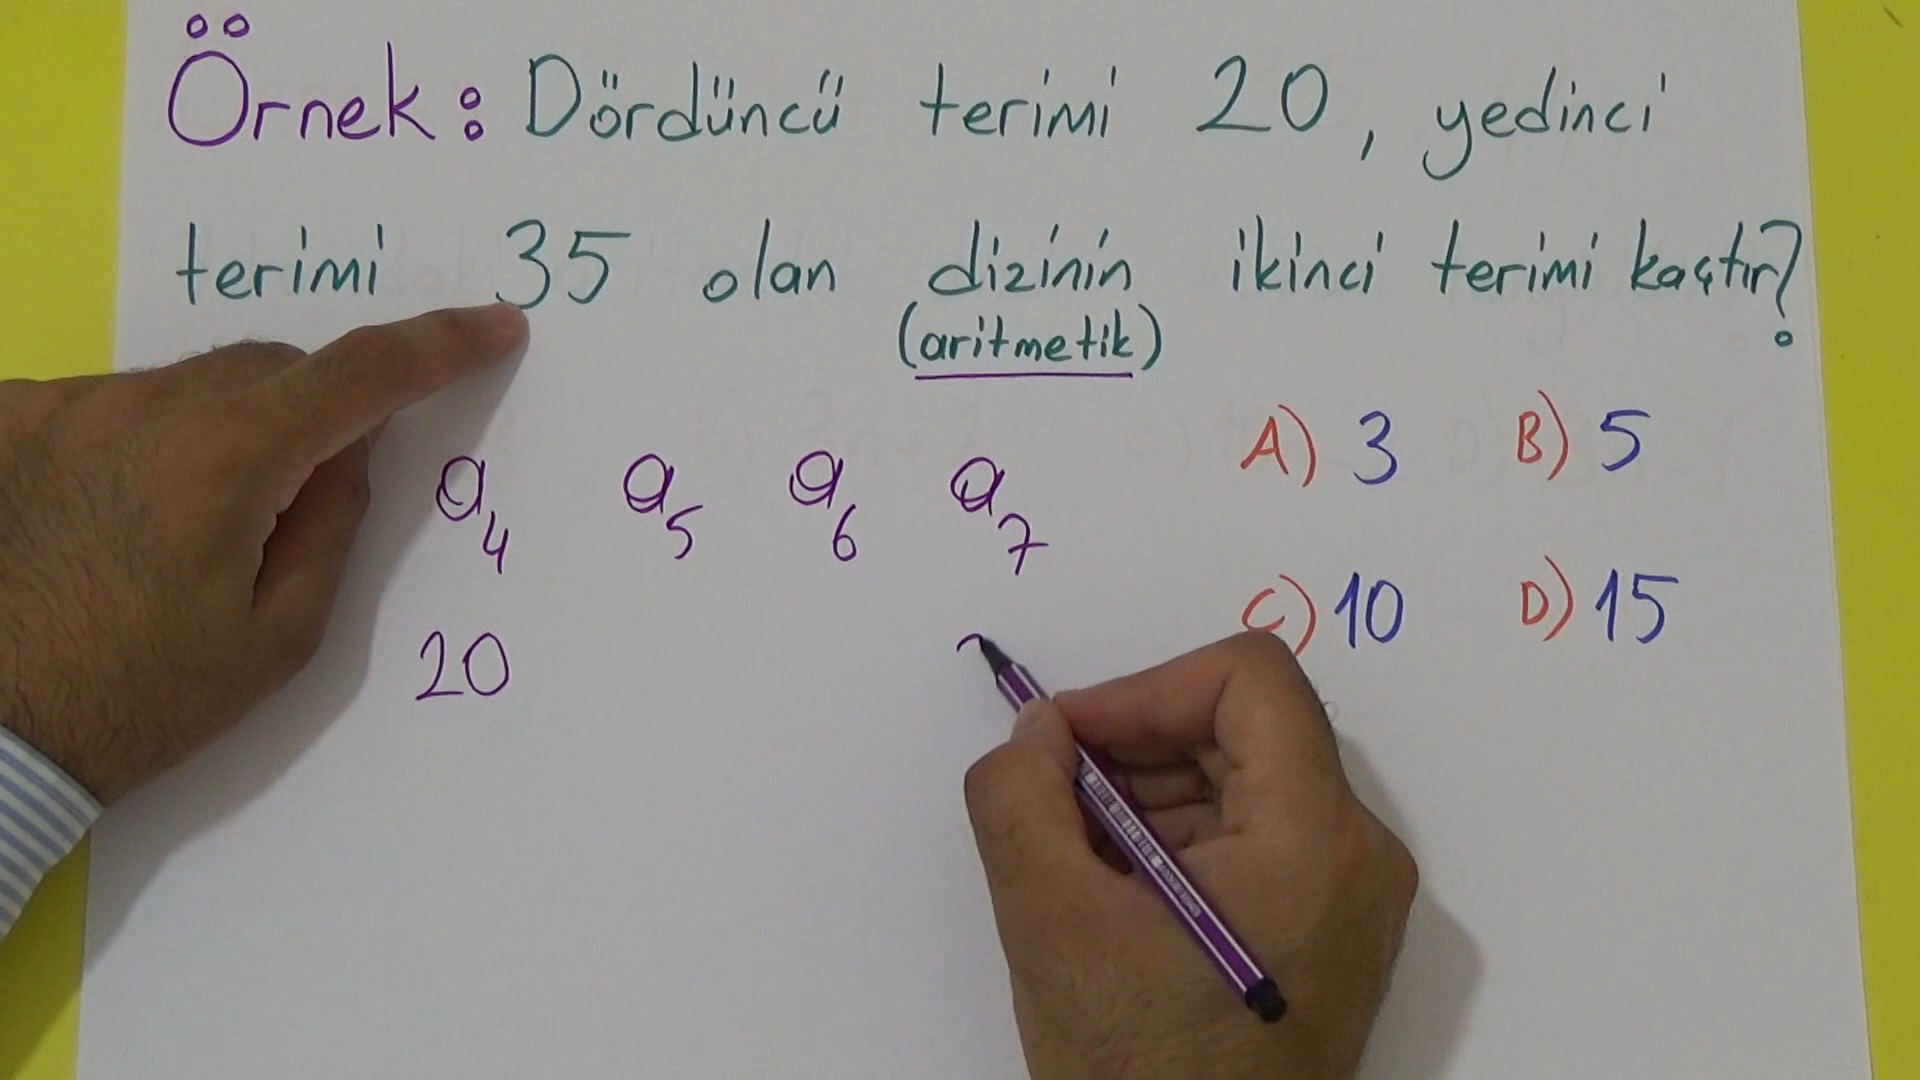 Örnek: Dördüncü terimi 20, yedinci
terimi 35 olan dizinin ikinci terimi kaçtır?
(aritmetik)
A) 3 B) 5
a4 a5 a6 a7
C) 10 D) 15
20